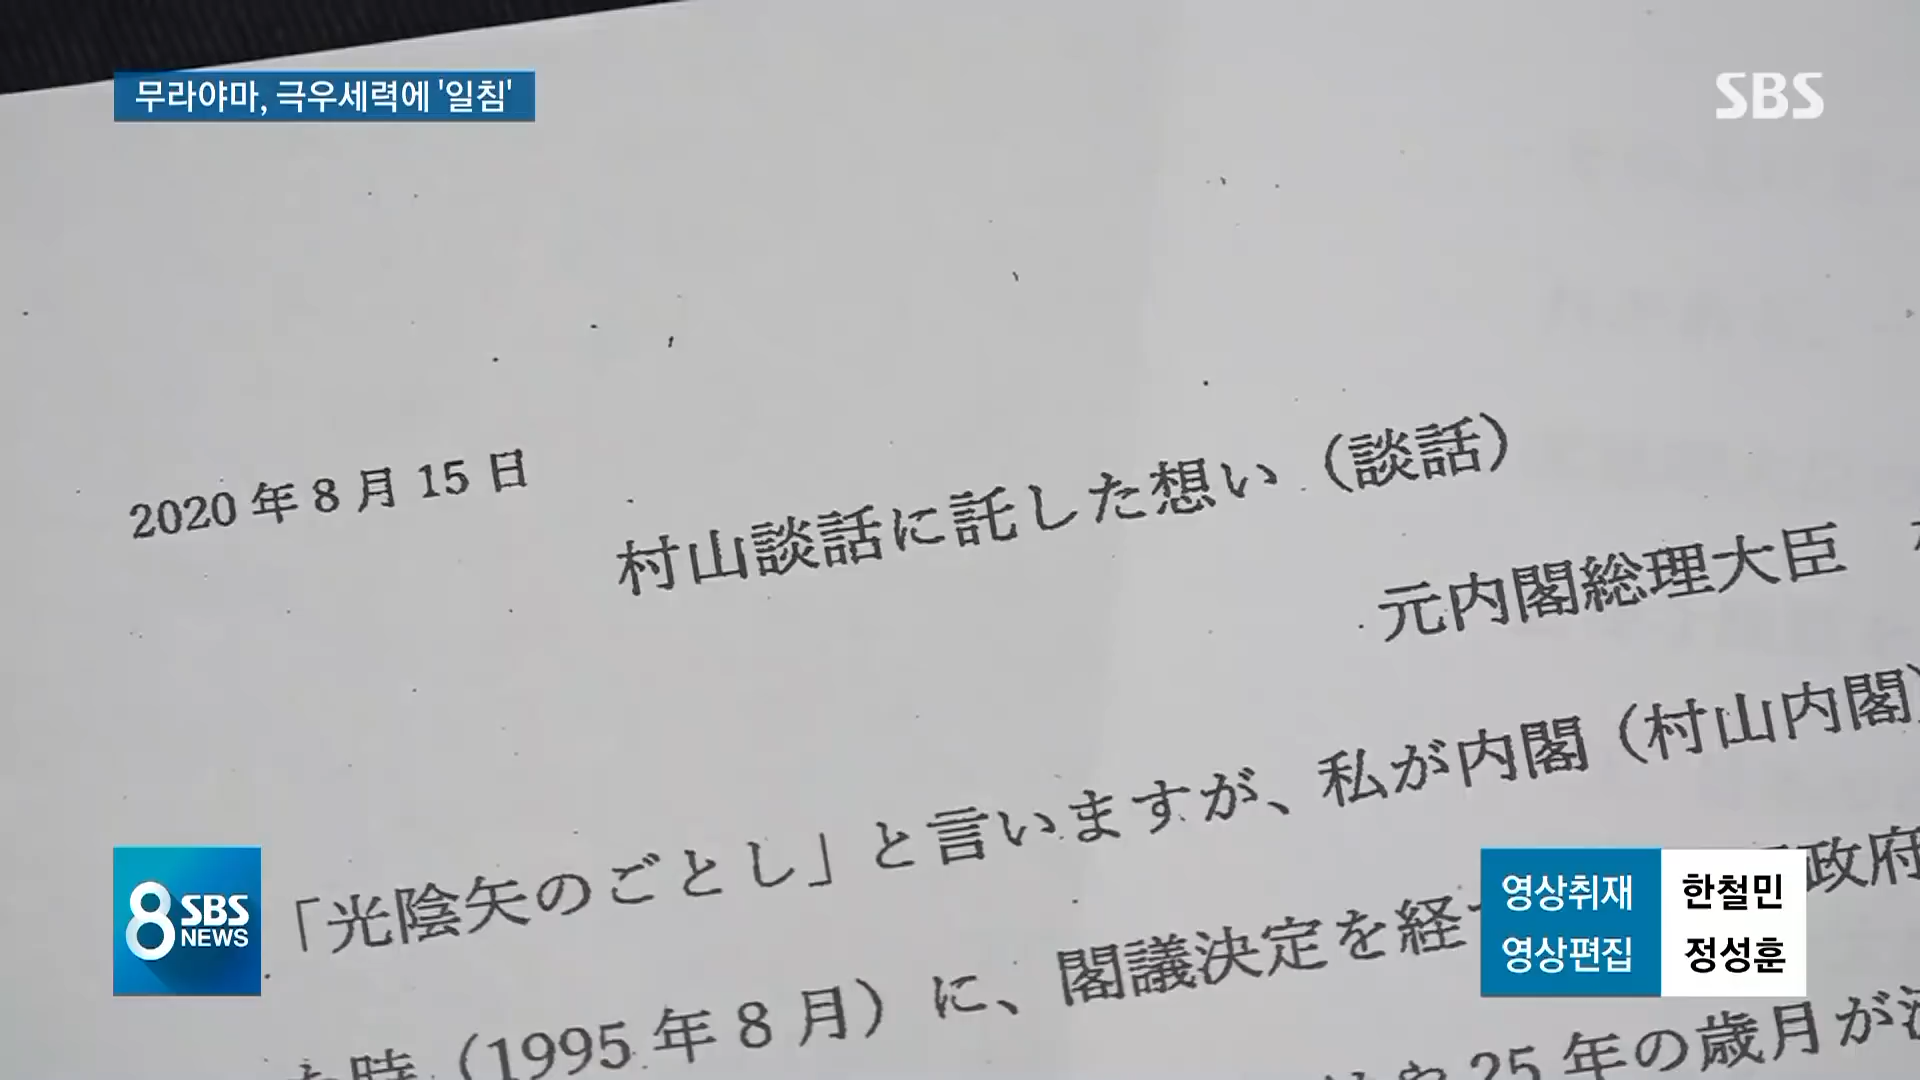 무라야마, 극우세력에 '일침'
SBS
2020年8月15日
村山談話に託した想い（談話）
元内閣総理大臣
「光陰矢のごとし」と言いますが、私が内閣（村山内閣）
時（1995年8月）に、閣議決定を経 政府
25年の歳月が
8 SBS NEWS
영상취재 한철민
영상편집 정성훈